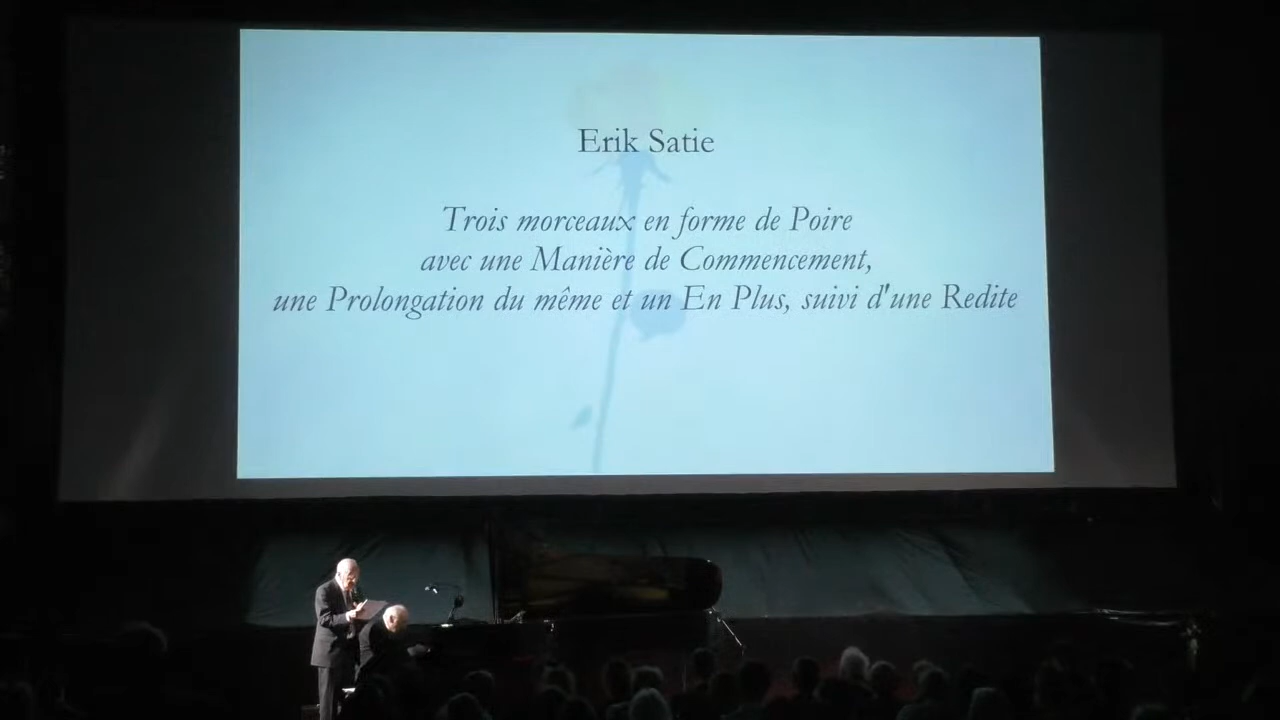 Erik Satie
Trois morceaux en forme de Poire
avec une Manière de Commencement,
une Prolongation du même et un En Plus, suivi d'une Redite